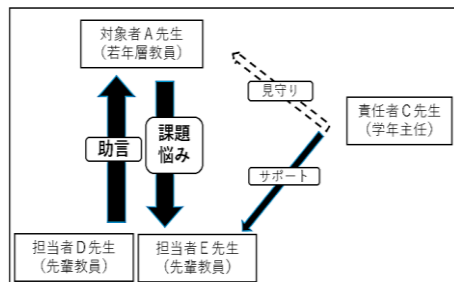 対象者A先生
（若年層教員）
見守り
責任者C先生
（学年主任）
助言
課題
悩み
サポート
担当者D先生
（先輩教員）
担当者E先生
（先輩教員）